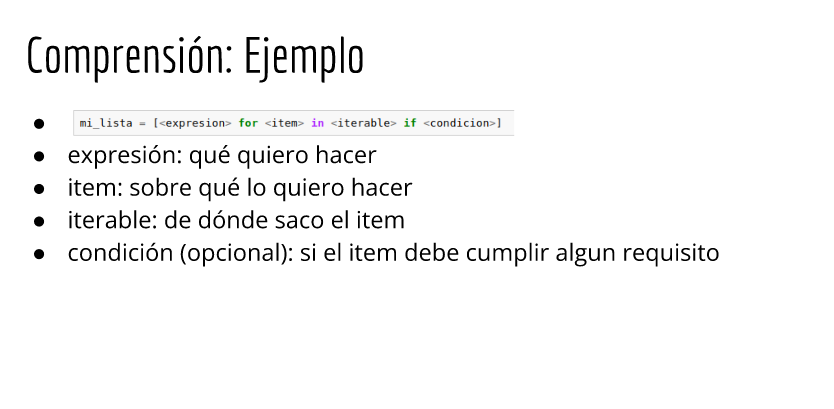 Comprensión: Ejemplo
● mi_lista = [<expresion> for <item> in <iterable> if <condicion>]
● expresión: qué quiero hacer
● item: sobre qué lo quiero hacer
● iterable: de dónde saco el item
● condición (opcional): si el item debe cumplir algun requisito